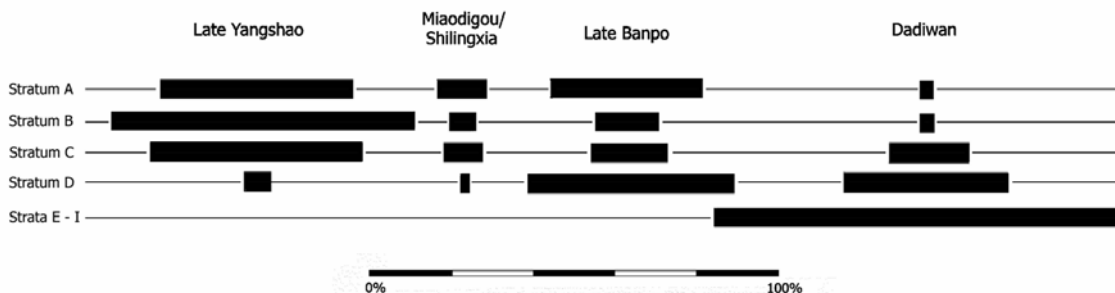 Late Yangshao
Miaodigou/
Shilingxia
Late Banpo
Dadiwan
Stratum A
Stratum B
Stratum C
Stratum D
Strata E - I
0%
100%